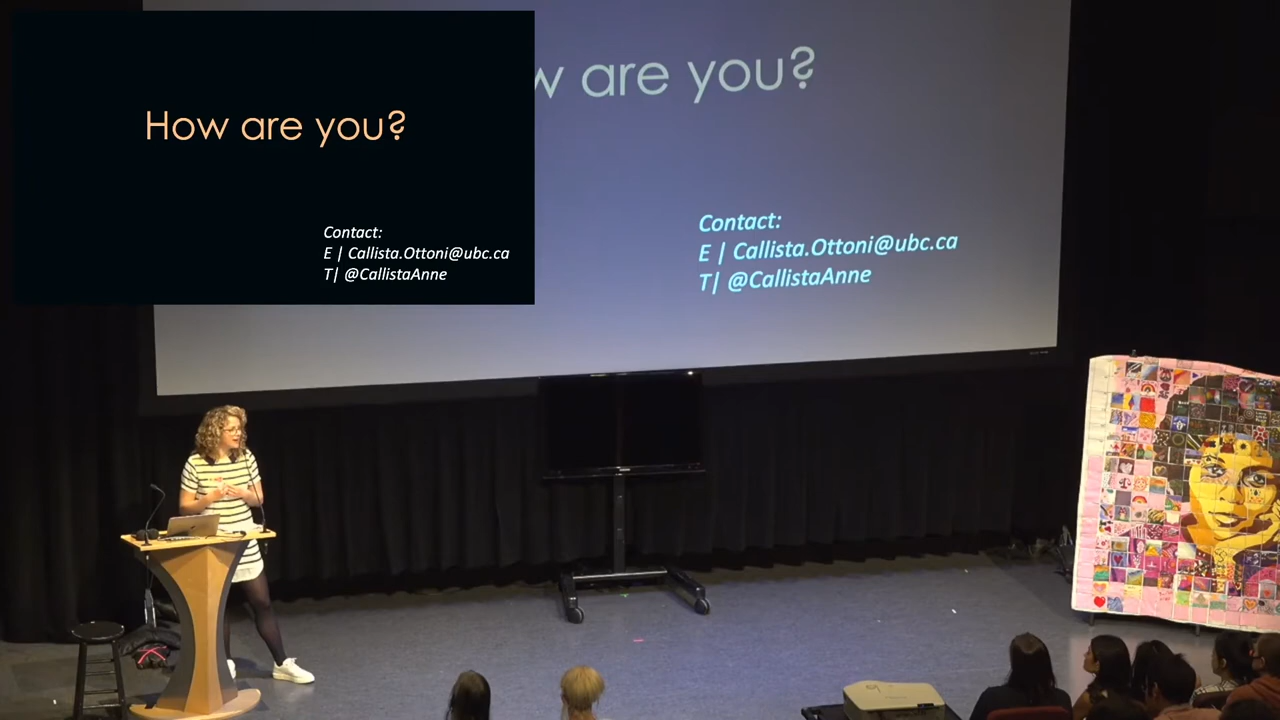 How are you?
Contact:
E | Callista.Ottoni@ubc.ca
T| @CallistaAnne
w are you?
Contact:
E | Callista.Ottoni@ubc.ca
T| @CallistaAnne